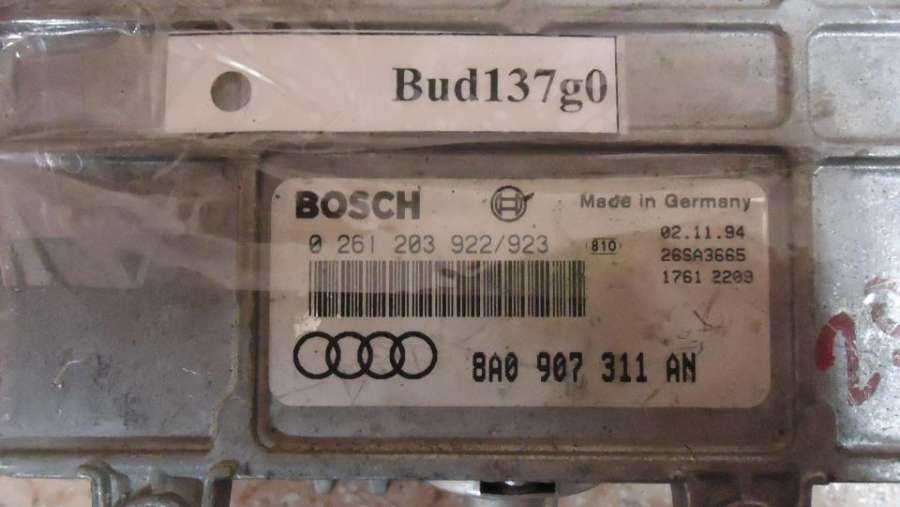 Bud137g0
BOSCH
Made in Germany
0 261 203 922/923
810
02.11.94
26SA3665
1761 2209
8A0 907 311 AN